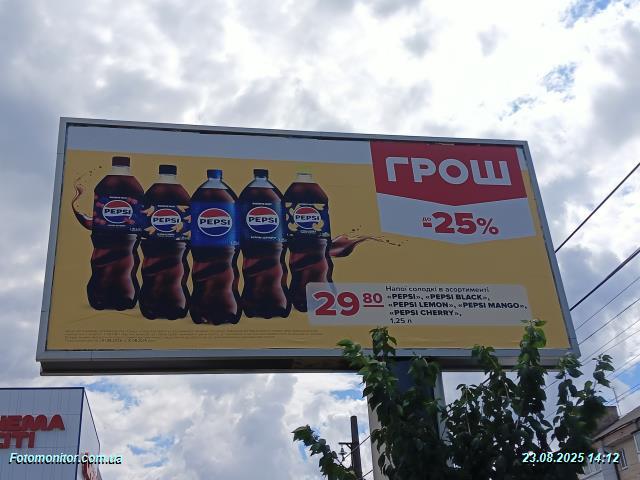 ГРОШ
до
-25%
PEPSI
PEPSI
PEPSI
PEPSI
PEPSI
29 80
Напої солодкі в асортименті
«PEPSI», «PEPSI BLACK»,
«PEPSI LEMON», «PEPSI MANGO»,
«PEPSI CHERRY»,
1,25 л
Fotomonitor.com.ua
23.08.2025 14:12